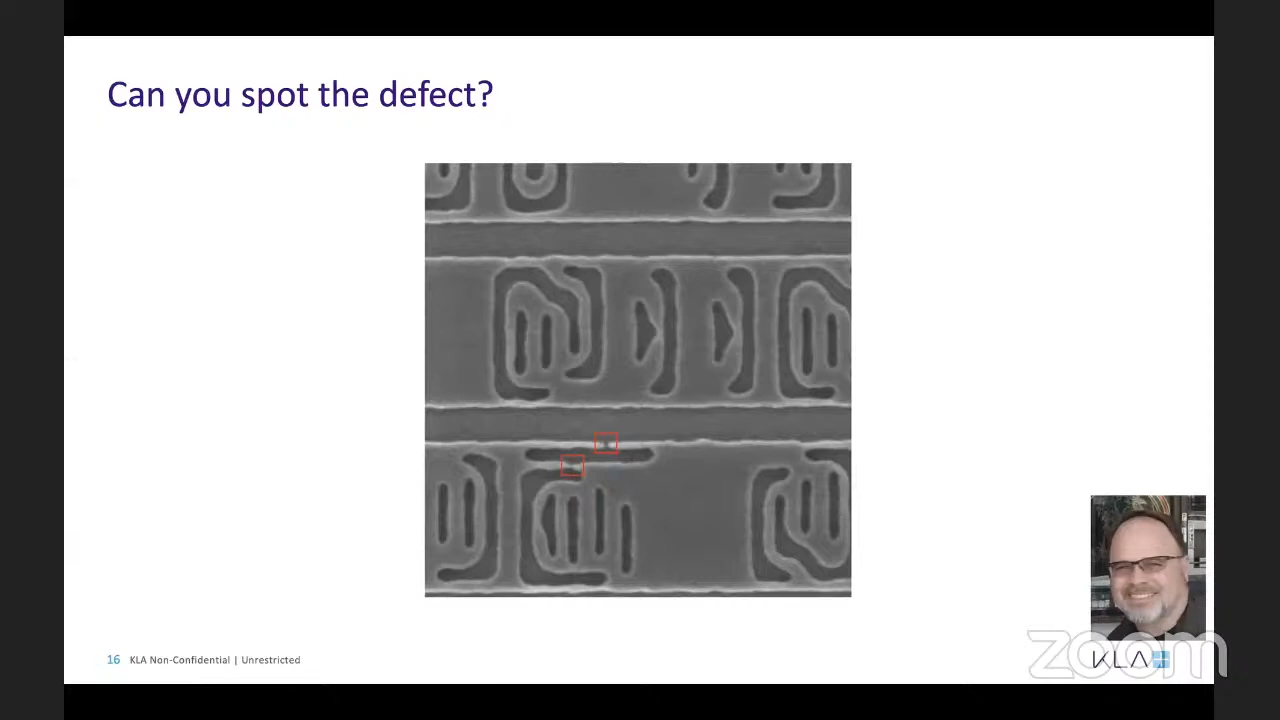 Can you spot the defect?
16 KLA Non-Confidential | Unrestricted
zoom
KLA